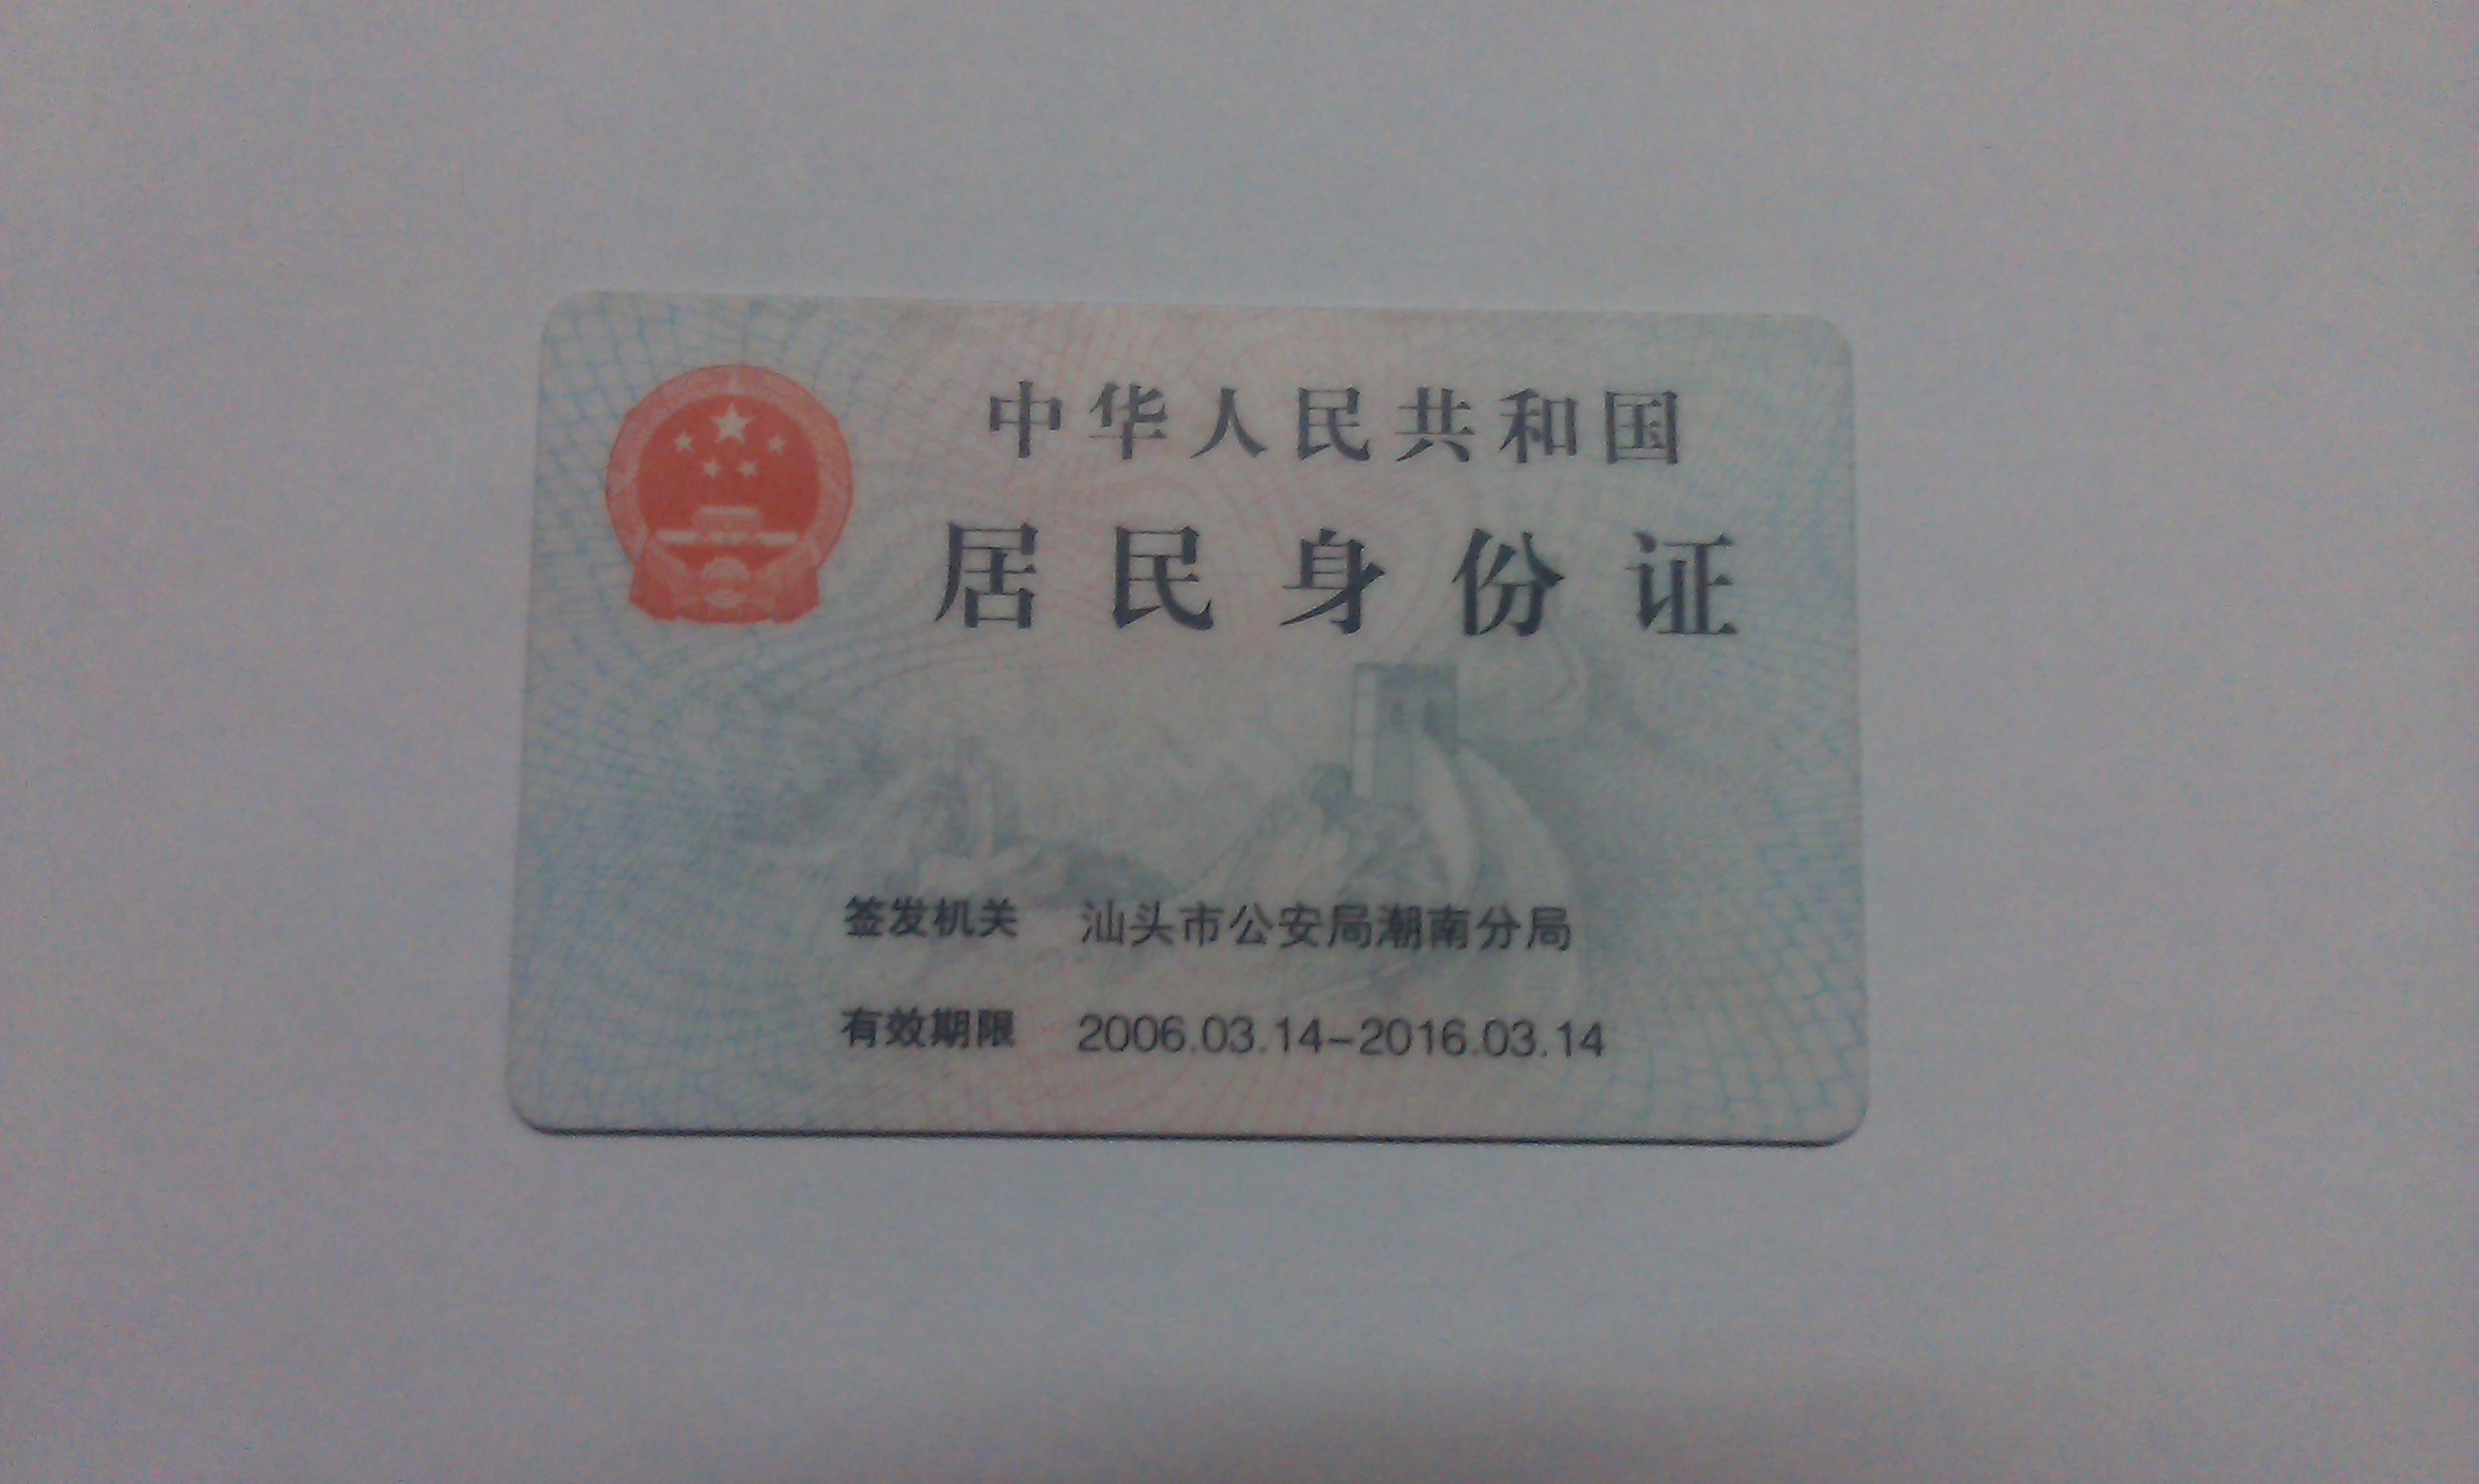 中华人民共和国
居民身份证
签发机关 汕头市公安局潮南分局
有效期限 2006.03.14-2016.03.14